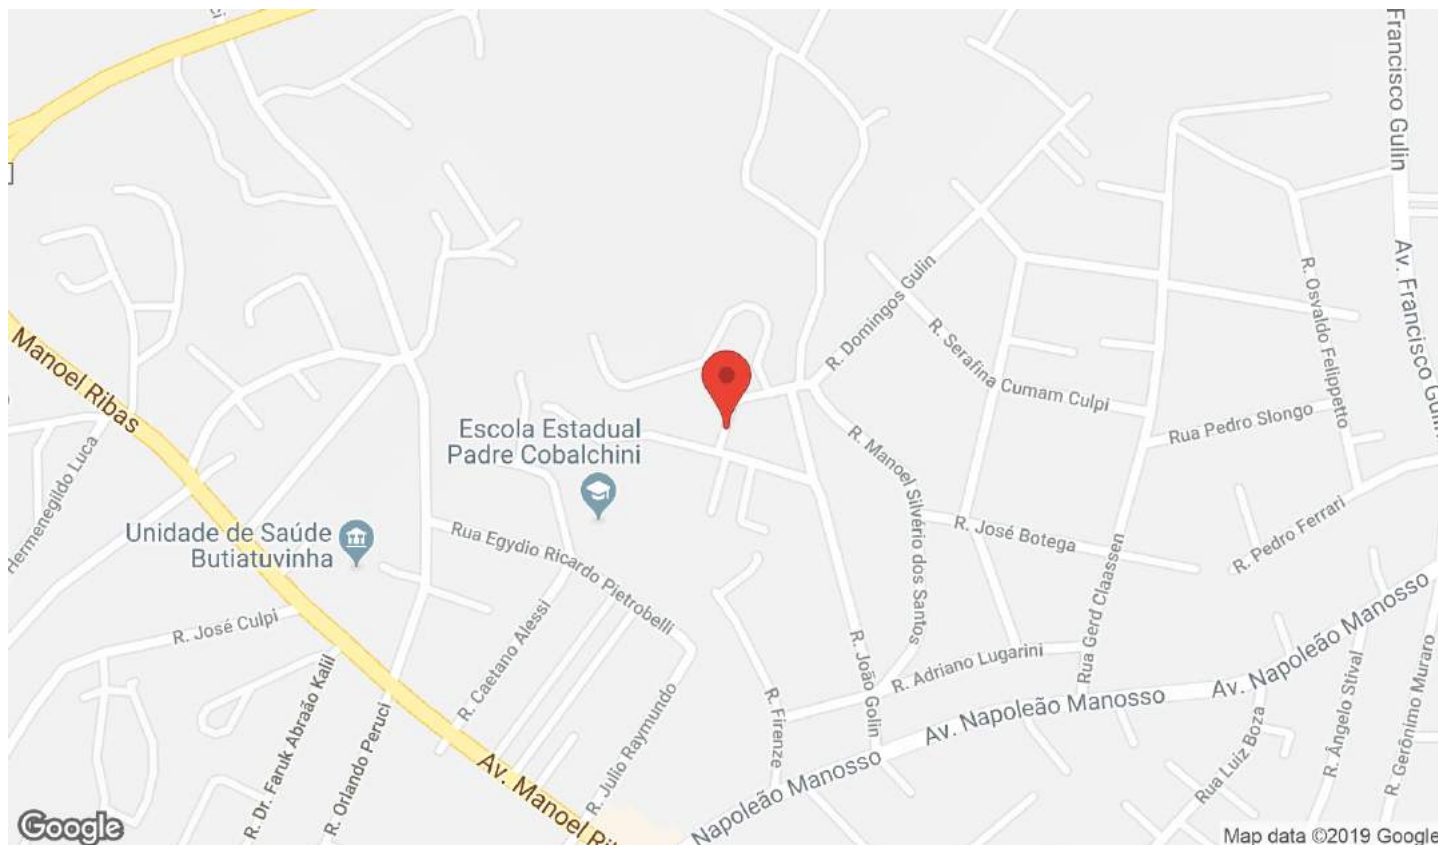 Francisco Gulin
Av. Francisco Gulin
R. Osvaldo Felippetto
R. Domingos Gulin
R. Serafina Cumam Culpi
Manoel Ribas
Rua Pedro Slongo
Escola Estadual
Padre Cobalchini
R. Manoel Silvério dos Santos
Hermenegildo Luca
Unidade de Saúde
Butiatuvinha
Rua Egydio Ricardo Pietrobelli
R. José Botega
R. Pedro Ferrari
Rua Gerd Claassen
R. José Culpi
R. Caetano Alessi
R. João Golin
R. Adriano Lugarini
Av. Napoleão Manosso
Av. Napoleão Manosso
R. Dr. Faruk Abraão Kalil
R. Orlando Peruci
R. Julio Raymundo
R. Firenze
Rua Luiz Boza
R. Ângelo Stival
R. Gerônimo Muraro
Av. Manoel Ri
Napoleão Manosso
Google
Map data ©2019 Google